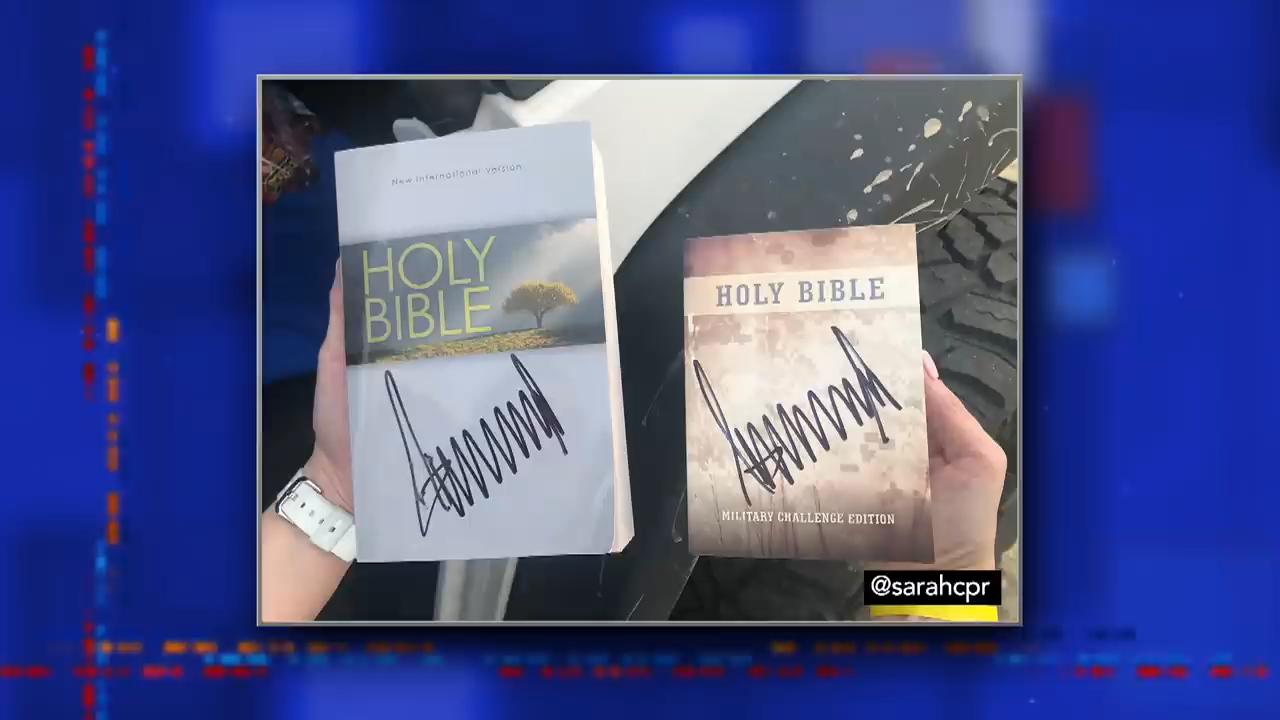 New International Version
HOLY
BIBLE
HOLY BIBLE
MILITARY CHALLENGE EDITION
@sarahcpr